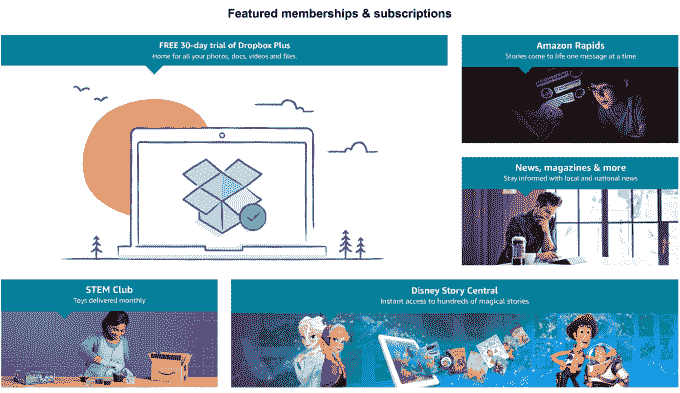 Featured memberships & subscriptions
FREE 30-day trial of Dropbox Plus
Home for all your photos, docs, videos and files.
Amazon Rapids
Stories come to life one message at a time
News, magazines & more
Stay informed with local and national news
STEM Club
Toys delivered monthly
Disney Story Central
Instant access to hundreds of magical stories